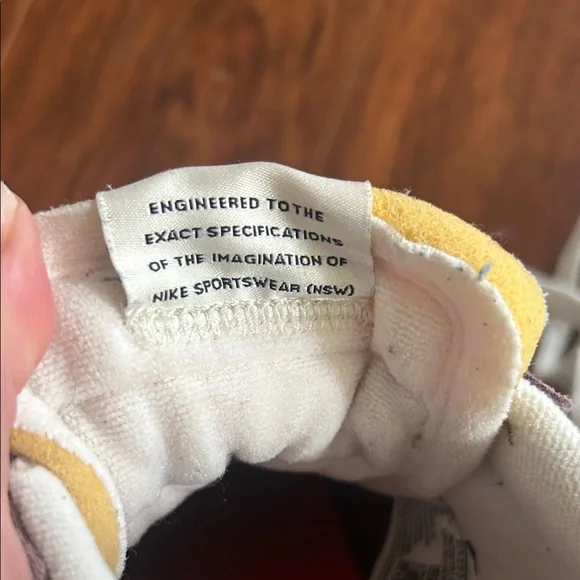 ENGINEERED TO THE
EXACT SPECIFICATIONS
OF THE IMAGINATION OF
NIKE SPORTSWEAR (NSW)